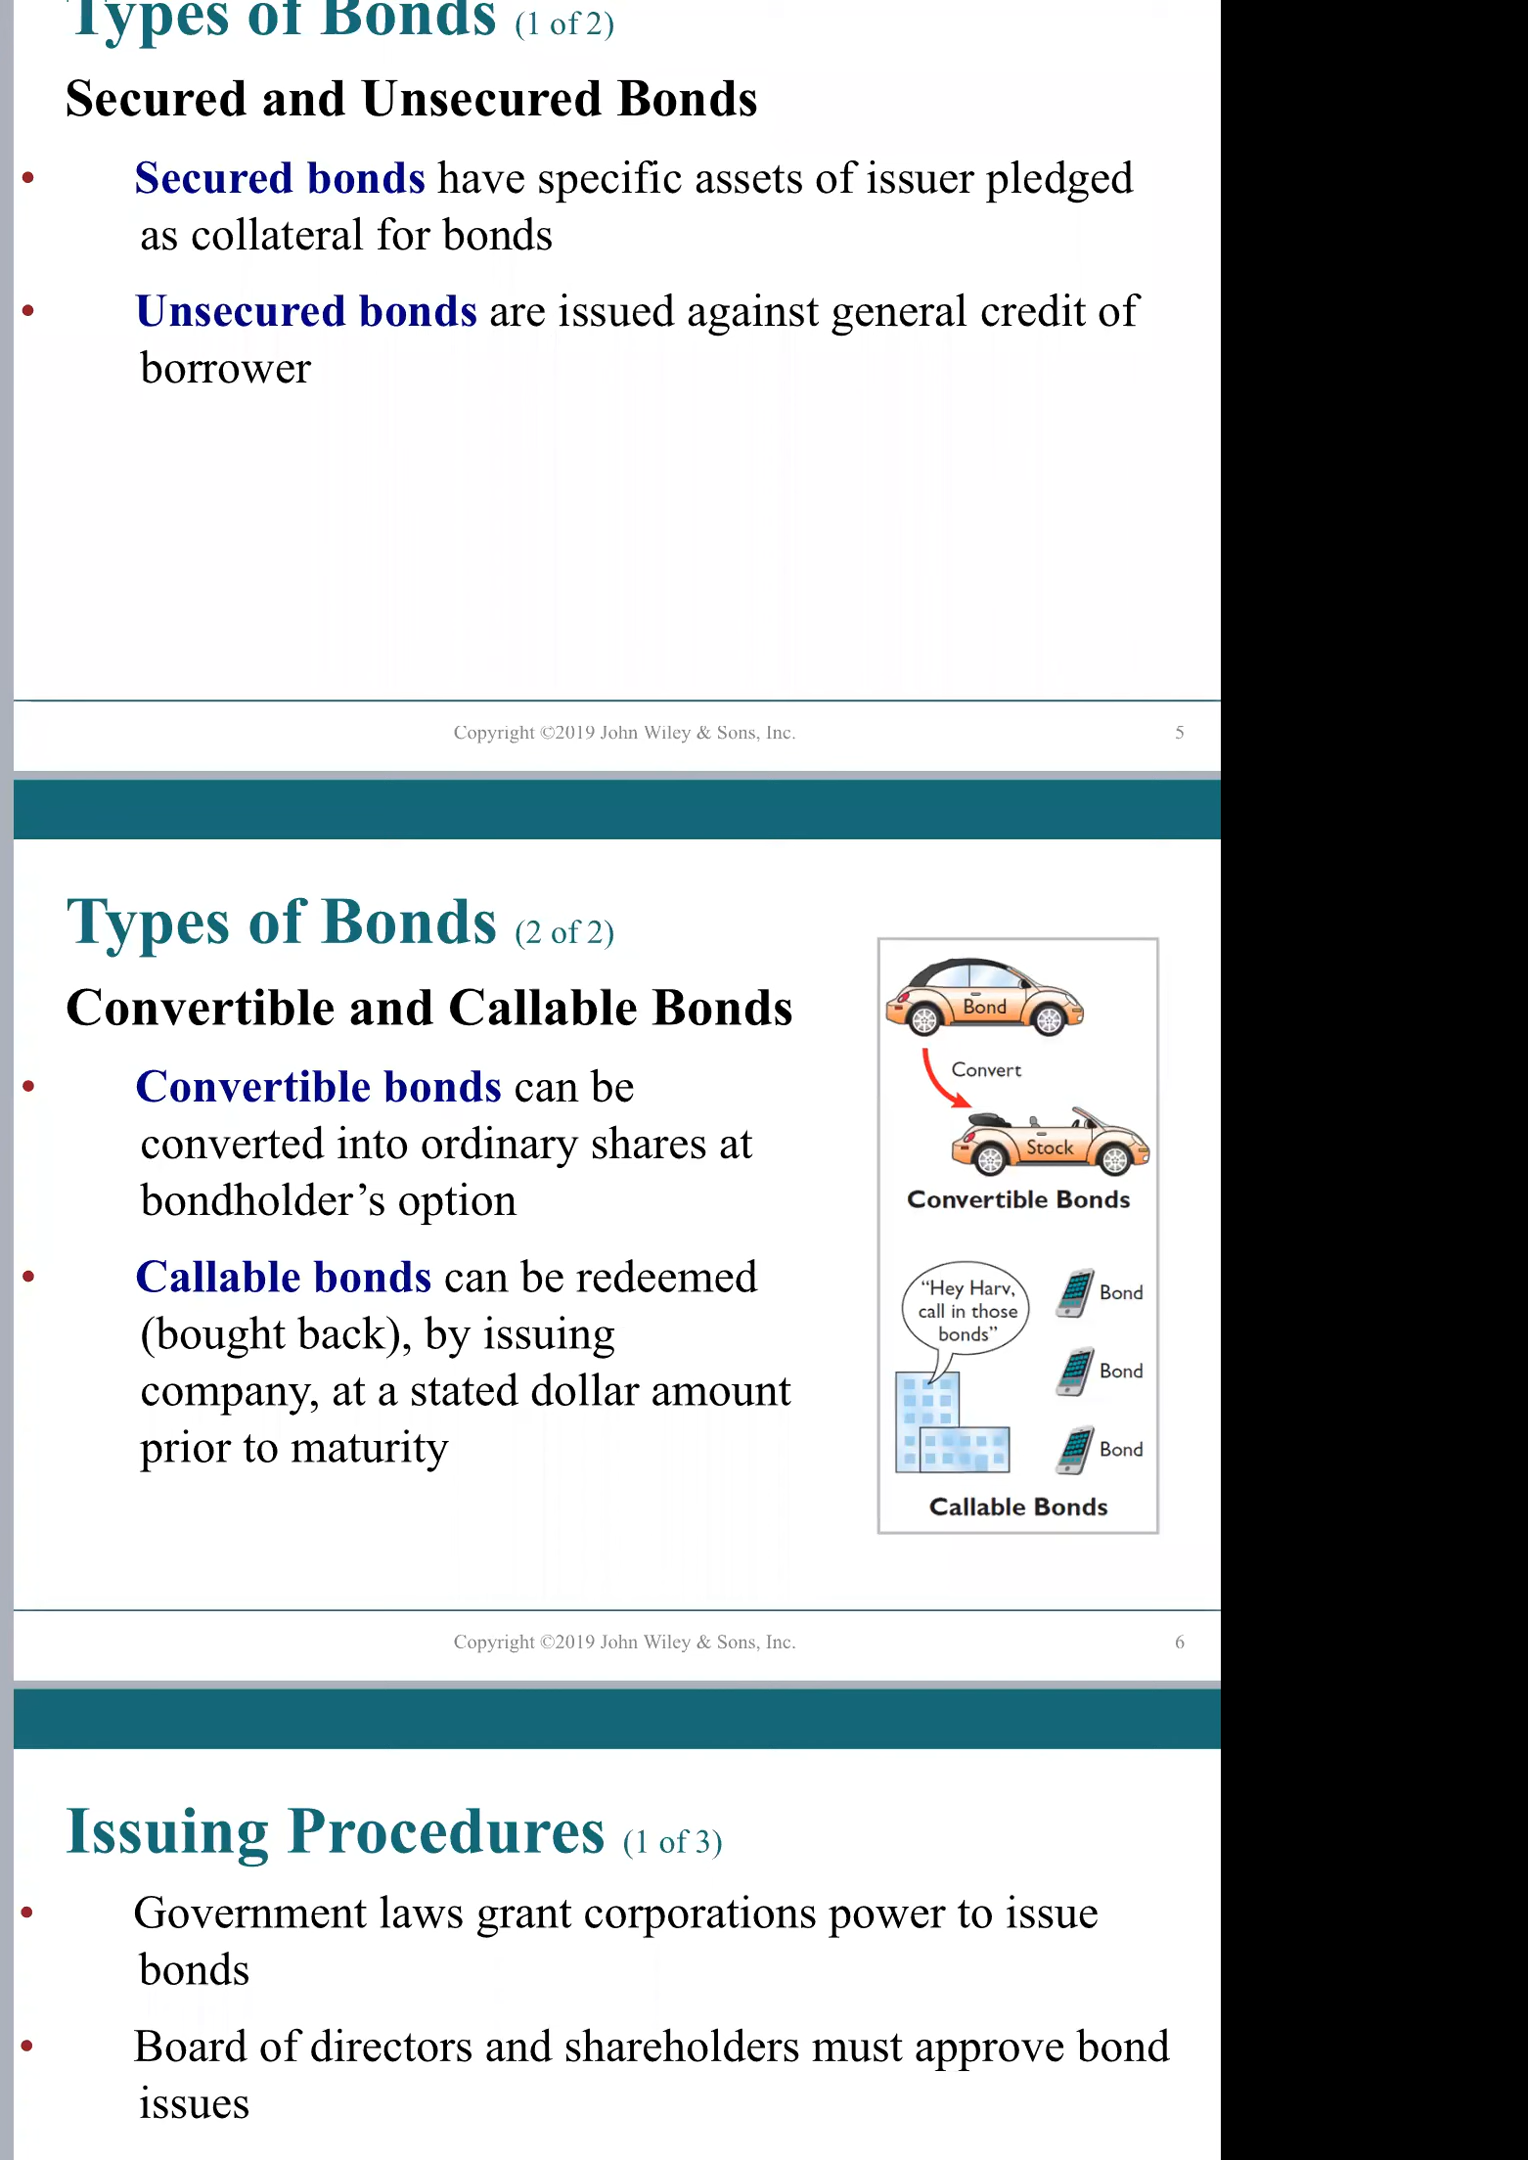 Types of Bonds (1 of 2)
Secured and Unsecured Bonds
• Secured bonds have specific assets of issuer pledged
as collateral for bonds
• Unsecured bonds are issued against general credit of
borrower
Copyright ©2019 John Wiley & Sons, Inc.
5
Types of Bonds (2 of 2)
Convertible and Callable Bonds
• Convertible bonds can be
converted into ordinary shares at
bondholder’s option
• Callable bonds can be redeemed
(bought back), by issuing
company, at a stated dollar amount
prior to maturity
Bond
Convert
Stock
Convertible Bonds
“Hey Harv,
call in those
bonds”
Bond
Bond
Bond
Callable Bonds
Copyright ©2019 John Wiley & Sons, Inc.
6
Issuing Procedures (1 of 3)
• Government laws grant corporations power to issue
bonds
• Board of directors and shareholders must approve bond
issues